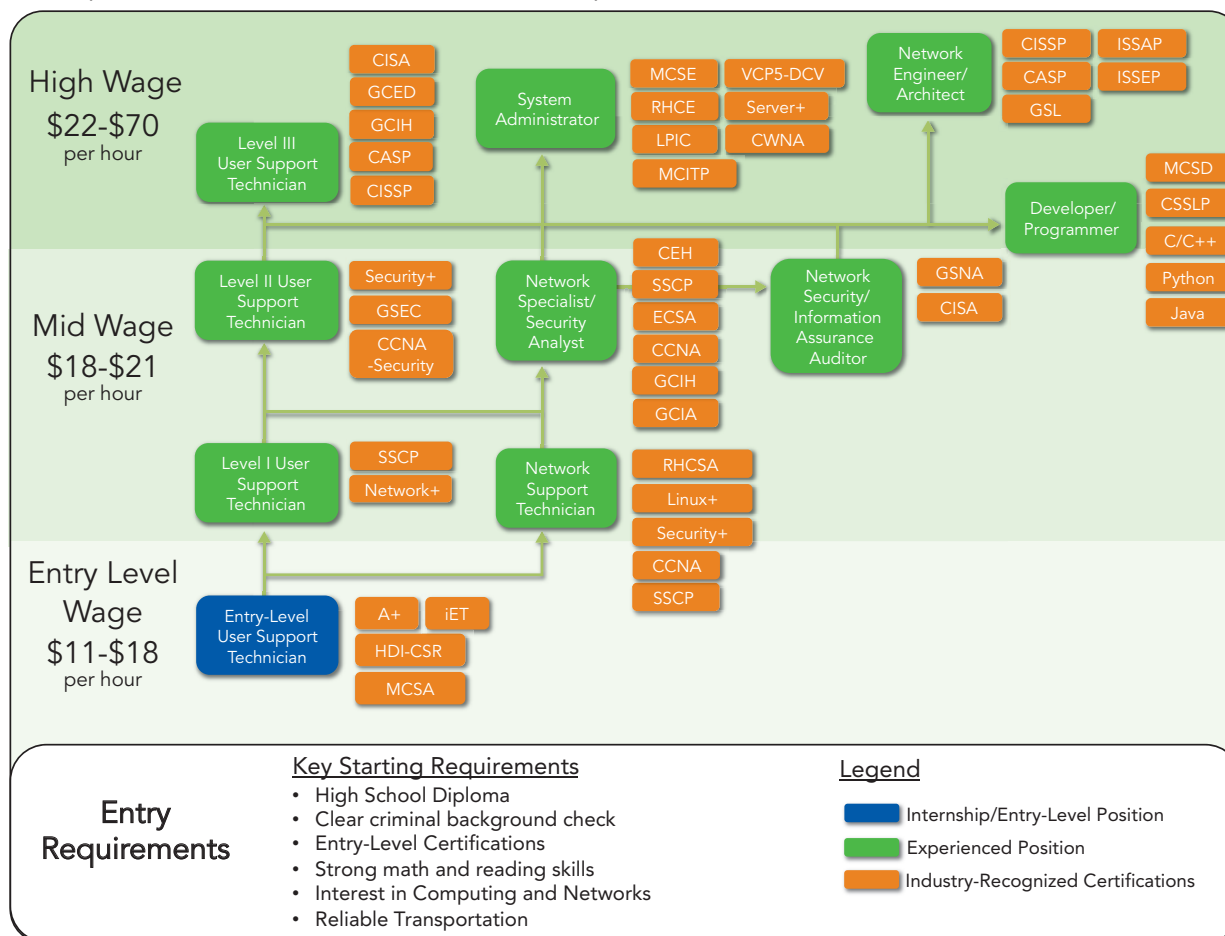 High Wage
$22-$70
per hour
Level III
User Support
Technician
CISA
GCED
GCIH
CASP
CISSP
System
Administrator
MCSE
VCP5-DCV
RHCE
Server+
LPIC
CWNA
MCITP
Network
Engineer/
Architect
CISSP
ISSAP
CASP
ISSEP
GSL
Developer/
Programmer
MCSD
CSSLP
C/C++
Python
Java
Mid Wage
$18-$21
per hour
Level II User
Support
Technician
Security+
GSEC
CCNA
-Security
Network
Specialist/
Security
Analyst
CEH
SSCP
ECSA
CCNA
GCIH
GCIA
Network
Security/
Information
Assurance
Auditor
GSNA
CISA
Level I User
Support
Technician
SSCP
Network+
Network
Support
Technician
RHCSA
Linux+
Security+
CCNA
SSCP
Entry Level
Wage
$11-$18
per hour
Entry-Level
User Support
Technician
A+
iET
HDI-CSR
MCSA
Entry
Requirements
Key Starting Requirements
• High School Diploma
• Clear criminal background check
• Entry-Level Certifications
• Strong math and reading skills
• Interest in Computing and Networks
• Reliable Transportation
Legend
Internship/Entry-Level Position
Experienced Position
Industry-Recognized Certifications